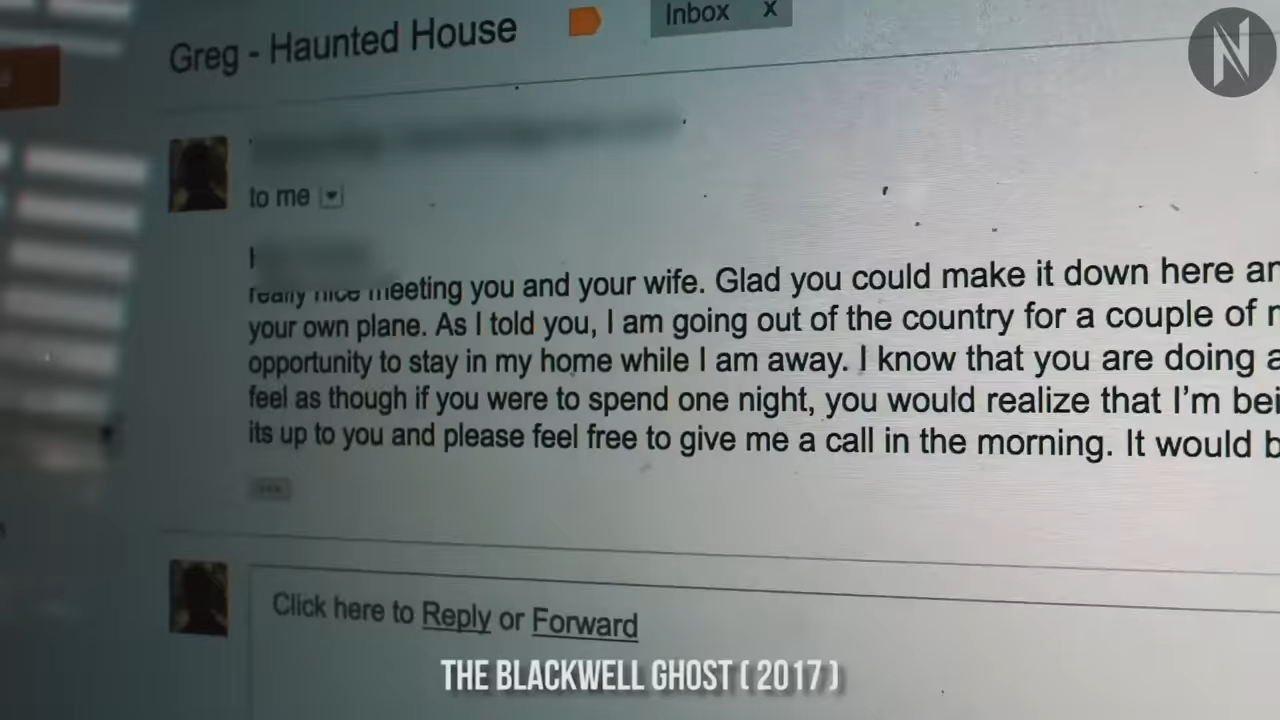 Greg - Haunted House
Inbox x
N
to me
really nice meeting you and your wife. Glad you could make it down here
your own plane. As I told you, I am going out of the country for a couple of
opportunity to stay in my home while I am away. I know that you are doing a
feel as though if you were to spend one night, you would realize that I'm
its up to you and please feel free to give me a call in the morning. It would
Click here to Reply or Forward
THE BLACKWELL GHOST ( 2017 )